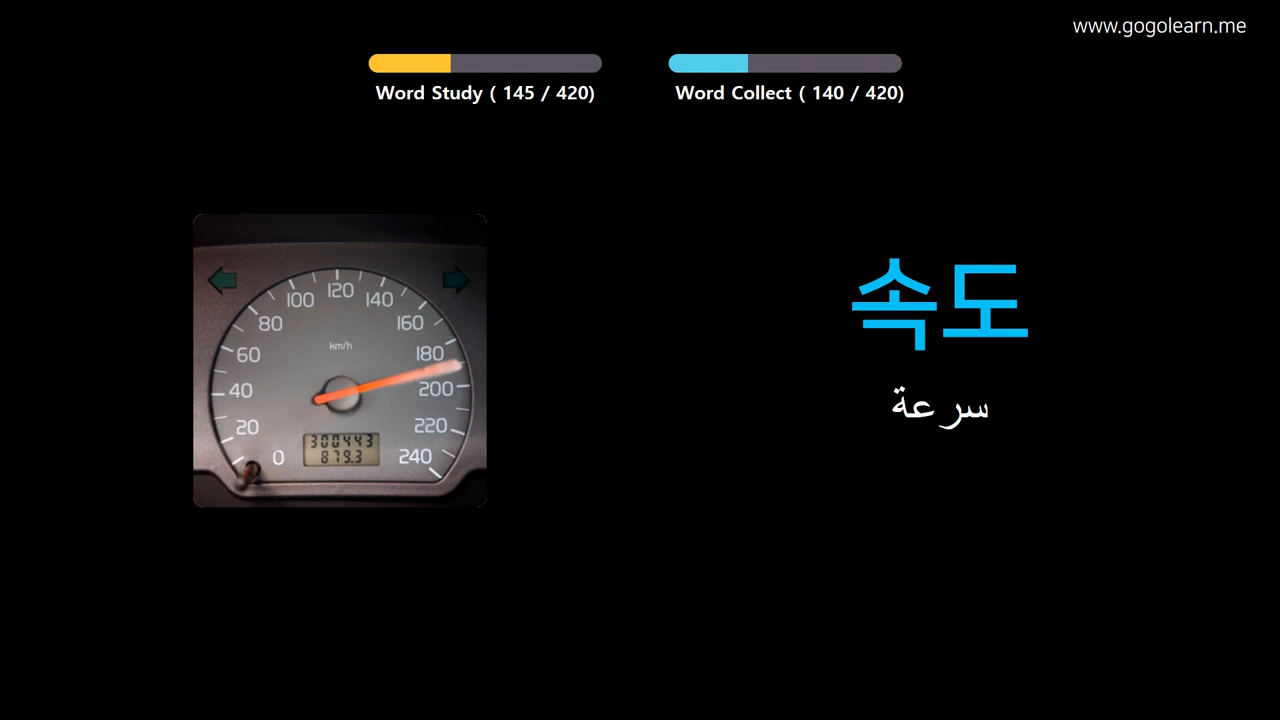 www.gogolearn.me
Word Study ( 145 / 420)
Word Collect ( 140 / 420)
100 120 140
80 160
km/h
60 180
40 200
20 220
0 240
300443
879.3
속도
سرعة